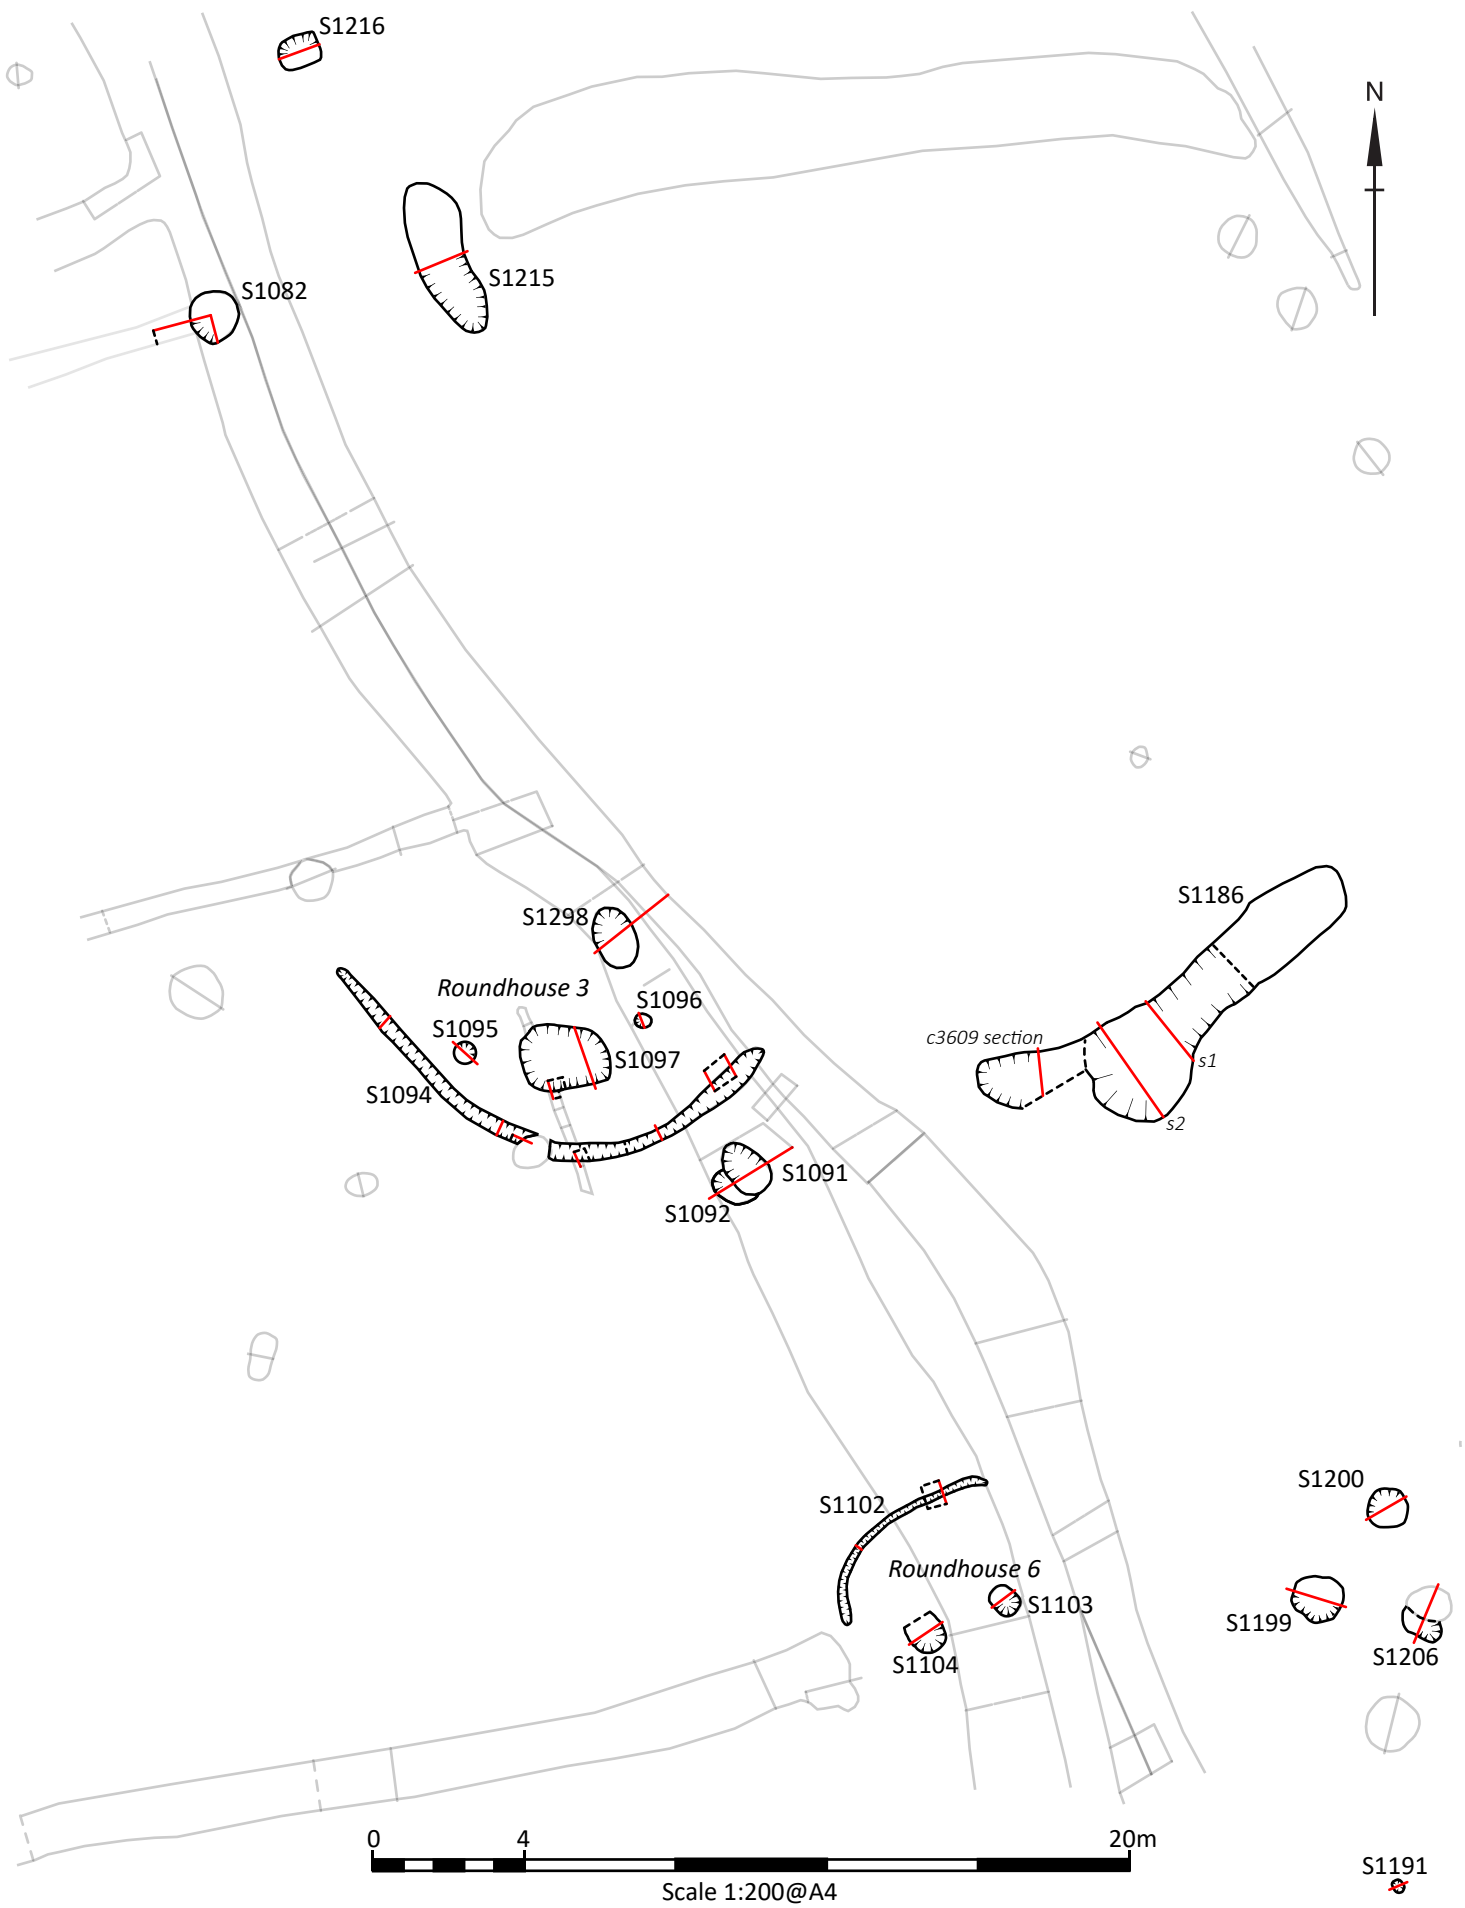 S1216
N
S1215
S1082
S1186
S1298
Roundhouse 3
S1096
S1095
c3609 section
S1097
s1
S1094
s2
S1091
S1092
S1200
S1102
Roundhouse 6
S1103
S1199
S1206
S1104
0 4 20m
S1191
Scale 1:200@A4